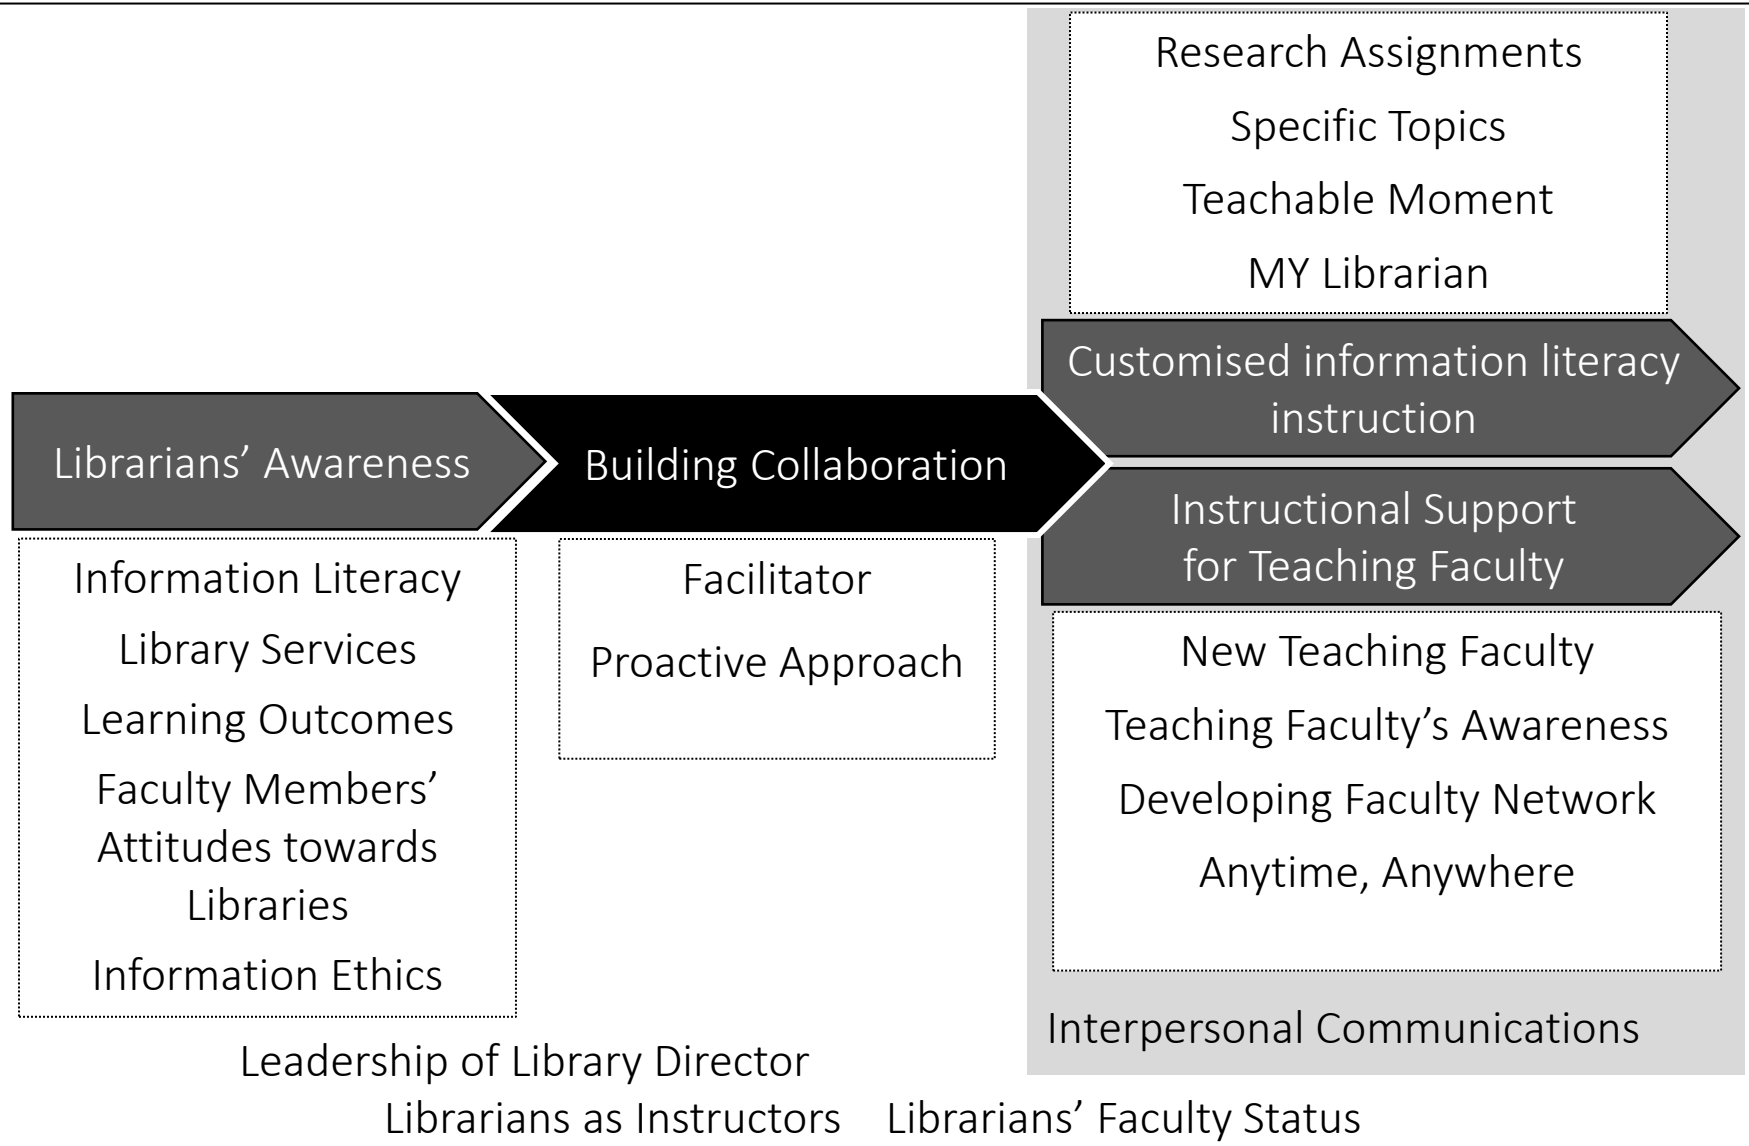 Research Assignments
Specific Topics
Teachable Moment
MY Librarian
Customised information literacy
instruction
Librarians’ Awareness
Building Collaboration
Instructional Support
for Teaching Faculty
Information Literacy
Library Services
Learning Outcomes
Faculty Members’
Attitudes towards
Libraries
Information Ethics
Facilitator
Proactive Approach
New Teaching Faculty
Teaching Faculty’s Awareness
Developing Faculty Network
Anytime, Anywhere
Interpersonal Communications
Leadership of Library Director
Librarians as Instructors Librarians’ Faculty Status